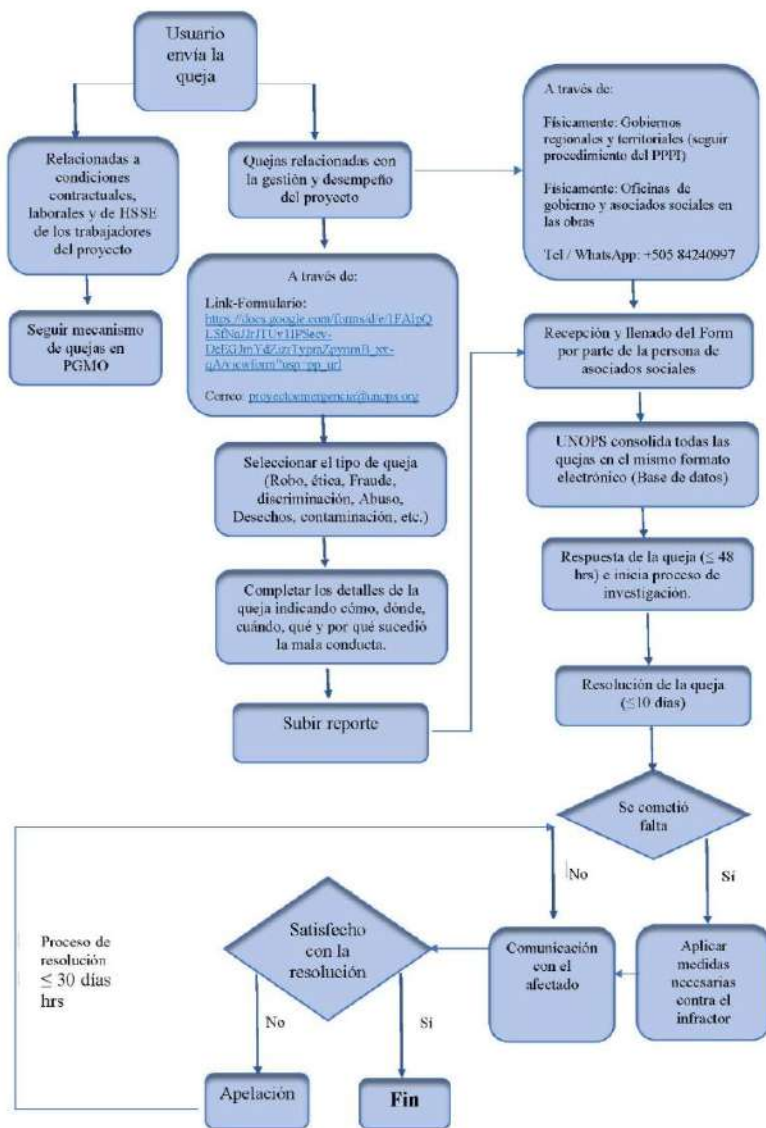 Usuario
envía la
queja
Relacionadas a
condiciones
contractuales,
laborales y de HSSE
de los trabajadores
del proyecto
Seguir mecanismo
de quejas en
PGMO
Quejas relacionadas con
la gestión y desempeño
del proyecto
A través de:
Físicamente: Gobiernos
regionales y territoriales (seguir
procedimiento del PPPI)
Físicamente: Oficinas de
gobierno y asociados sociales en
las obras
Tel / WhatsApp: +505 84240997
A través de:
Link-Formulario:
Correo: proyectoemergencia@unops.org
Seleccionar el tipo de queja
(Robo, ética, Fraude,
discriminación, Abuso,
Desechos, contaminación, etc.)
Completar los detalles de la
queja indicando cómo, dónde,
cuándo, qué y por qué sucedió
la mala conducta.
Subir reporte
Recepción y llenado del Form
por parte de la persona de
asociados sociales
UNOPS consolida todas las
quejas en el mismo formato
electrónico (Base de datos)
Respuesta de la queja (≤ 48
hrs) e inicia proceso de
investigación.
Resolución de la queja
(≤10 días)
Se cometió
falta
No
Sí
Aplicar
medidas
necesarias
contra el
infractor
Comunicación
con el
afectado
Satisfecho
con la
resolución
No
Sí
Apelación
Fin
Proceso de
resolución
≤ 30 días
hrs